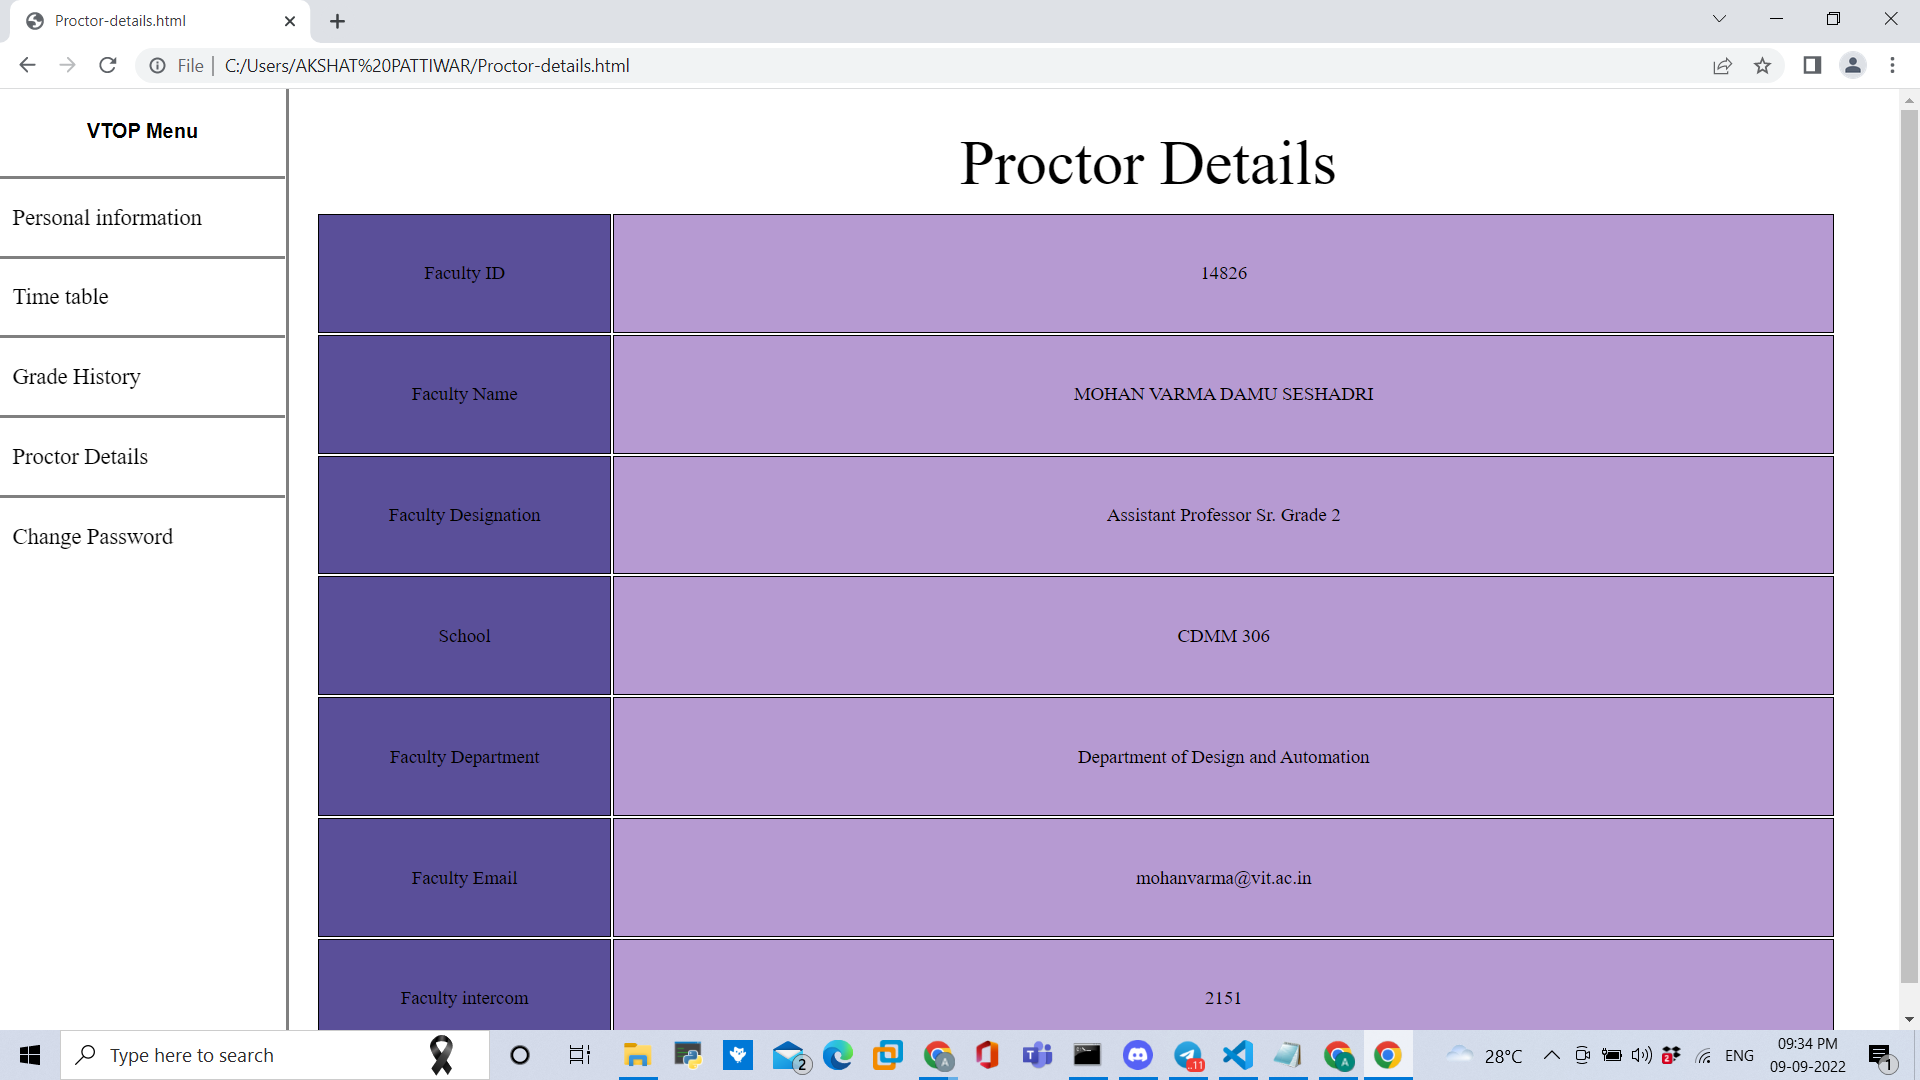 Proctor-details.html
File | C:/Users/AKSHAT%20PATTIWAR/Proctor-details.html
VTOP Menu
Personal information
Time table
Grade History
Proctor Details
Change Password
Proctor Details
Faculty ID 14826
Faculty Name MOHAN VARMA DAMU SESHADRI
Faculty Designation Assistant Professor Sr. Grade 2
School CDMM 306
Faculty Department Department of Design and Automation
Faculty Email mohanvarma@vit.ac.in
Faculty intercom 2151
Type here to search
2
A
11
A
28°C
2
ENG
09:34 PM
09-09-2022
1